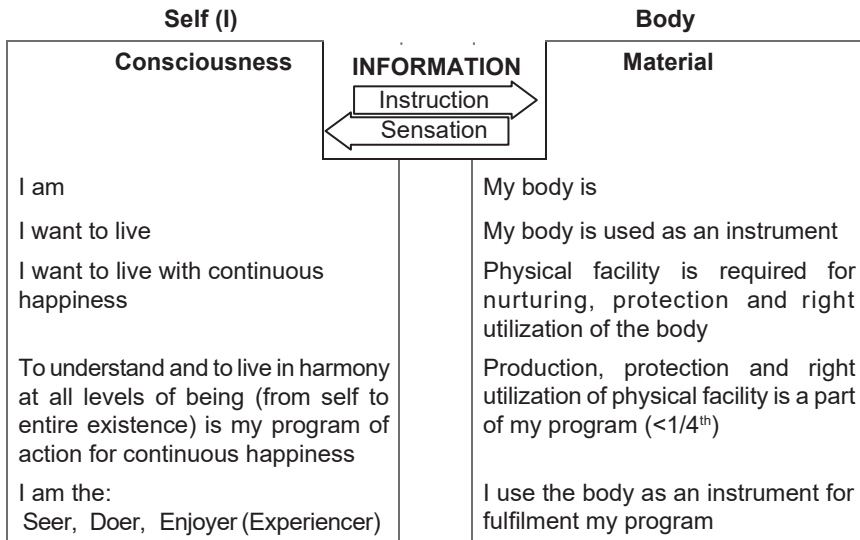 Self (I)
Body
Consciousness
INFORMATION
Material
Instruction
Sensation
I am
My body is
I want to live
My body is used as an instrument
I want to live with continuous
happiness
Physical facility is required for
nurturing, protection and right
utilization of the body
To understand and to live in harmony
at all levels of being (from self to
entire existence) is my program of
action for continuous happiness
Production, protection and right
utilization of physical facility is a part
of my program (<1/4th)
I am the:
Seer, Doer, Enjoyer (Experiencer)
I use the body as an instrument for
fulfilment my program